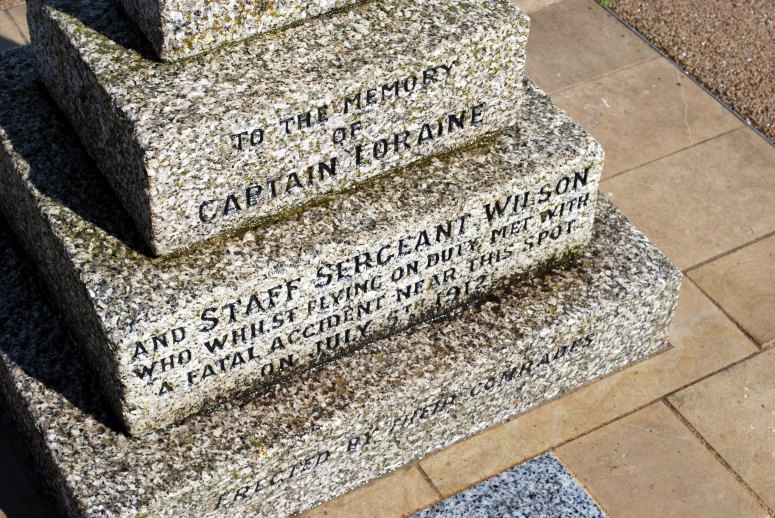 TO THE MEMORY
OF
CAPTAIN LORAINE
AND STAFF SERGEANT WILSON
WHO WHILST FLYING ON DUTY, MET WITH
A FATAL ACCIDENT NEAR THIS SPOT
ON JULY 5TH 1912.
ERECTED BY THEIR COMRADES